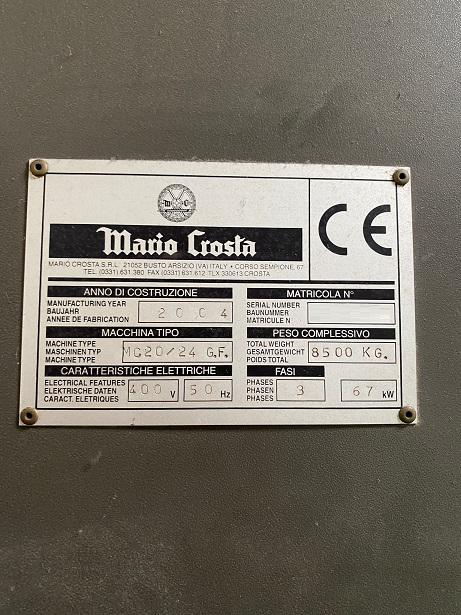 M C
Mario Crosta
MARIO CROSTA S.R.L. 21052 BUSTO ARSIZIO (VA) ITALY • CORSO SEMPIONE, 67
TEL. (0331) 631.380 FAX (0331) 631.612 TLX 330613 CROSTA
CE
ANNO DI COSTRUZIONE
MANUFACTURING YEAR
BAUJAHR
ANNEE DE FABRICATION
2004
MATRICOLA N°
SERIAL NUMBER
BAUNUMMER
MATRICULE N°
MACCHINA TIPO
MACHINE TYPE
MASCHINEN TYP
MACHINE TYPE
MC20/24 G.F.
PESO COMPLESSIVO
TOTAL WEIGHT
GESAMTGEWICHT
POIDS TOTAL
8500 KG.
CARATTERISTICHE ELETTRICHE
ELECTRICAL FEATURES
ELEKTRISCHE DATEN
CARACT. ELETRIQUES
400 V
50 Hz
FASI
PHASES
PHASEN
PHASES
3
67 kW